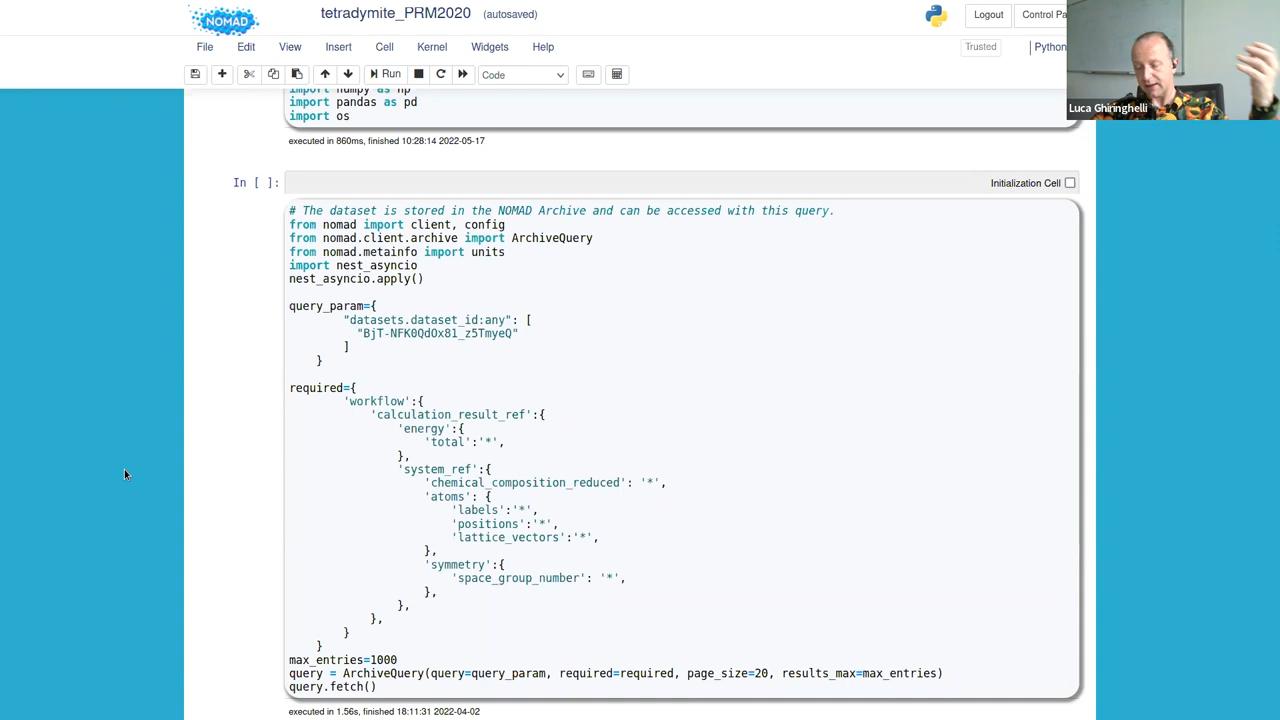 NOMAD
tetradymite_PRM2020 (autosaved)
Logout
Control Pa
File Edit View Insert Cell Kernel Widgets Help
Trusted
Python
Run
Code
Luca Ghiringhelli
import numpy as np
import pandas as pd
import os
executed in 860ms, finished 10:28:14 2022-05-17
In [ ]:
Initialization Cell
# The dataset is stored in the NOMAD Archive and can be accessed with this query.
from nomad import client, config
from nomad.client.archive import ArchiveQuery
from nomad.metainfo import units
import nest_asyncio
nest_asyncio.apply()
query_param={
"datasets.dataset_id:any": [
"BjT-NFK0QdOx81_z5TmyeQ"
]
}
required={
'workflow':{
'calculation_result_ref':{
'energy':{
'total':'*',
},
'system_ref':{
'chemical_composition_reduced': '*',
'atoms': {
'labels':'*',
'positions':'*',
'lattice_vectors':'*',
},
'symmetry':{
'space_group_number': '*',
},
},
},
}
}
max_entries=1000
query = ArchiveQuery(query=query_param, required=required, page_size=20, results_max=max_entries)
query.fetch()
executed in 1.56s, finished 18:11:31 2022-04-02